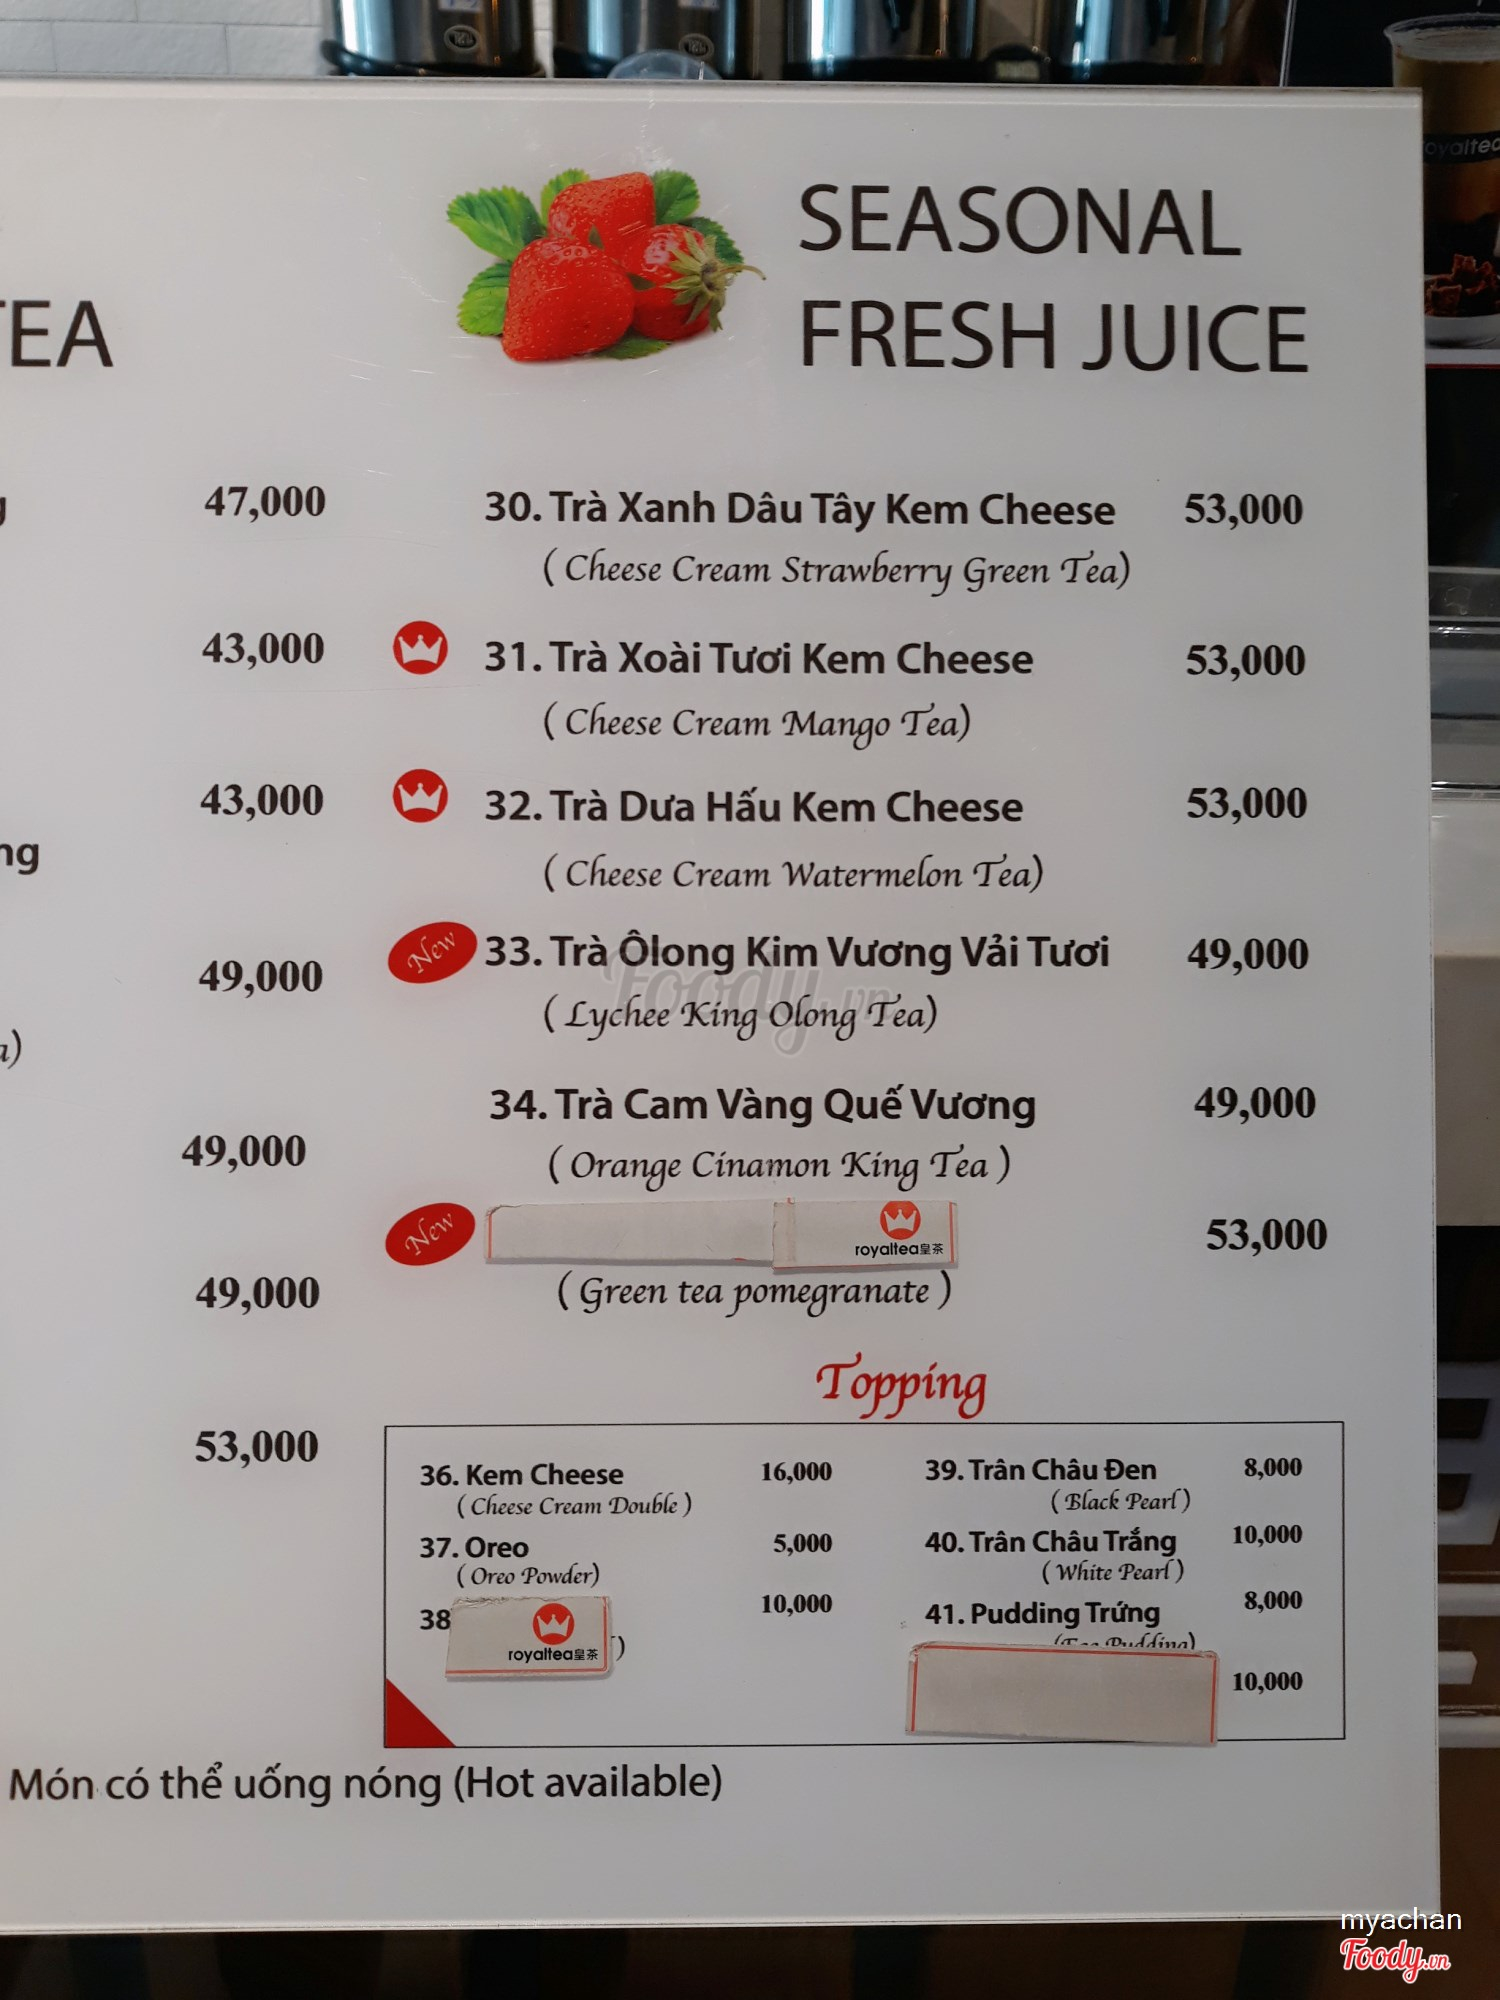 TEA
47,000
43,000
43,000
ng
49,000
a)
49,000
49,000
53,000
SEASONAL
FRESH JUICE
30. Trà Xanh Dâu Tây Kem Cheese 53,000
( Cheese Cream Strawberry Green Tea)
31. Trà Xoài Tươi Kem Cheese 53,000
( Cheese Cream Mango Tea)
32. Trà Dưa Hấu Kem Cheese 53,000
( Cheese Cream Watermelon Tea)
New 33. Trà Ôlong Kim Vương Vải Tươi 49,000
( Lychee King Olong Tea)
34. Trà Cam Vàng Quế Vương 49,000
( Orange Cinamon King Tea )
New royaltea皇茶 53,000
( Green tea pomegranate )
Topping
36. Kem Cheese 16,000
( Cheese Cream Double )
37. Oreo 5,000
( Oreo Powder)
38 10,000
royaltea皇茶 )
39. Trân Châu Đen 8,000
( Black Pearl )
40. Trân Châu Trắng 10,000
( White Pearl )
41. Pudding Trứng 8,000
(Egg Pudding)
10,000
Món có thể uống nóng (Hot available)
Foody.vn
royaltea
myachan
Foody.vn